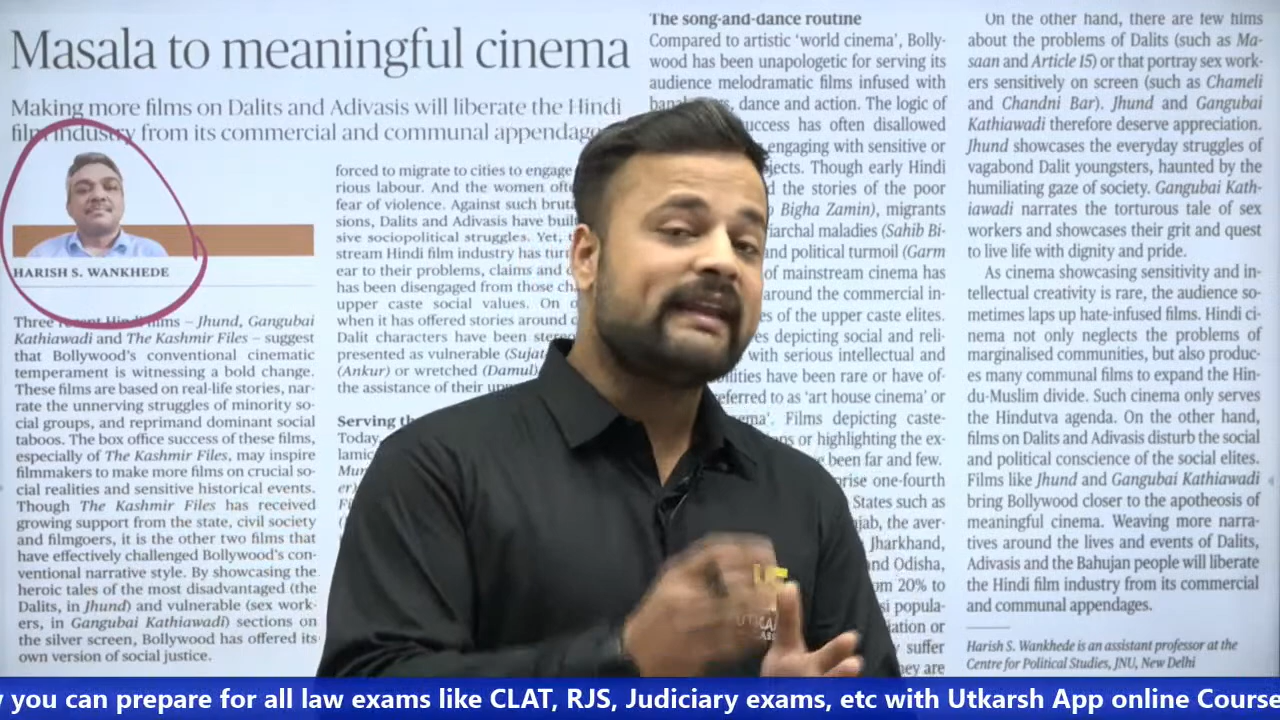 Masala to meaningful cinema
Making more films on Dalits and Adivasis will liberate the Hindi
film industry from its commercial and communal appendage
HARISH S. WANKHEDE
Three recent Hindi films – Jhund, Gangubai
Kathiawadi and The Kashmir Files – suggest
that Bollywood's conventional cinematic
temperament is witnessing a bold change.
These films are based on real-life stories, nar-
rate the unnerving struggles of minority so-
cial groups, and reprimand dominant social
taboos. The box office success of these films,
especially of The Kashmir Files, may inspire
filmmakers to make more films on crucial so-
cial realities and sensitive historical events.
Though The Kashmir Files has received
growing support from the state, civil society
and filmgoers, it is the other two films that
have effectively challenged Bollywood's con-
ventional narrative style. By showcasing the
heroic tales of the most disadvantaged (the
Dalits, in Jhund) and vulnerable (sex work-
ers, in Gangubai Kathiawadi) sections on
the silver screen, Bollywood has offered its
own version of social justice.
forced to migrate to cities to engage
rious labour. And the women ofte
fear of violence. Against such bruta
sions, Dalits and Adivasis have buil
sive sociopolitical struggles. Yet,
stream Hindi film industry has tur
ear to their problems, claims and
has been disengaged from those ch
upper caste social values. On o
when it has offered stories around
Dalit characters have been stere
presented as vulnerable (Sujat
(Ankur) or wretched (Damul)
the assistance of their upp
Serving th
Today,
lamic
Mur
er)
Fi
The song-and-dance routine
Compared to artistic 'world cinema', Bolly-
wood has been unapologetic for serving its
audience melodramatic films infused with
dance and action. The logic of
uccess has often disallowed
engaging with sensitive or
jects. Though early Hindi
d the stories of the poor
o Bigha Zamin), migrants
iarchal maladies (Sahib Bi-
and political turmoil (Garm
of mainstream cinema has
around the commercial in-
es of the upper caste elites.
es depicting social and reli-
with serious intellectual and
ilities have been rare or have of-
eferred to as 'art house cinema' or
nema'. Films depicting caste-
ons or highlighting the ex-
e been far and few.
prise one-fourth
States such as
jab, the aver-
Jharkhand,
and Odisha,
om 20% to
si popula-
iation or
suffer
hey are
On the other hand, there are few films
about the problems of Dalits (such as Ma-
saan and Article 15) or that portray sex work-
ers sensitively on screen (such as Chameli
and Chandni Bar). Jhund and Gangubai
Kathiawadi therefore deserve appreciation.
Jhund showcases the everyday struggles of
vagabond Dalit youngsters, haunted by the
humiliating gaze of society. Gangubai Kath-
iawadi narrates the torturous tale of sex
workers and showcases their grit and quest
to live life with dignity and pride.
As cinema showcasing sensitivity and in-
tellectual creativity is rare, the audience so-
metimes laps up hate-infused films. Hindi ci-
nema not only neglects the problems of
marginalised communities, but also produc-
es many communal films to expand the Hin-
du-Muslim divide. Such cinema only serves
the Hindutva agenda. On the other hand,
films on Dalits and Adivasis disturb the social
and political conscience of the social elites.
Films like Jhund and Gangubai Kathiawadi
bring Bollywood closer to the apotheosis of
meaningful cinema. Weaving more narra-
tives around the lives and events of Dalits,
Adivasis and the Bahujan people will liberate
the Hindi film industry from its commercial
and communal appendages.
Harish S. Wankhede is an assistant professor at the
Centre for Political Studies, JNU, New Delhi
y you can prepare for all law exams like CLAT, RJS, Judiciary exams, etc with Utkarsh App online Course